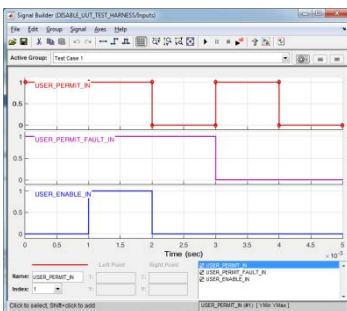 Signal Builder (DISABLE_UUT_TEST_HARNESS/Inputs)
File Edit Group Signal Axes Help
Active Group: Test Case 1
1
USER_PERMIT_IN
0.5
0
1
USER_PERMIT_FAULT_IN
0.5
0
1
USER_ENABLE_IN
0.5
0
0 0.5 1 1.5 2 2.5 3 3.5 4 4.5 5
Time (sec)
× 10⁻³
Left Point Right Point
Name: USER_PERMIT_IN T: T:
Index: 1 Y: Y:
USER_PERMIT_IN
USER_PERMIT_FAULT_IN
USER_ENABLE_IN
Click to select, Shift+click to add
USER_PERMIT_IN (#1) [ YMin YMax ]